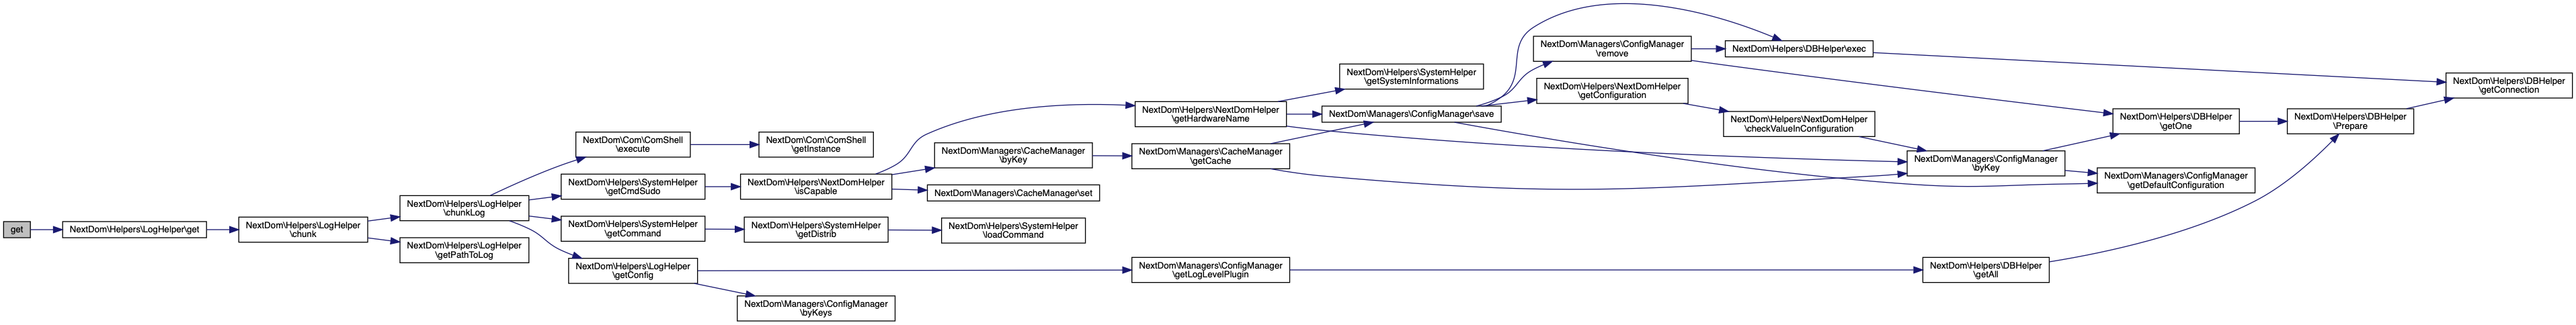 get
NextDom\Helpers\LogHelper\get
NextDom\Helpers\LogHelper
\chunk
NextDom\Helpers\LogHelper
\chunkLog
NextDom\Helpers\LogHelper
\getPathToLog
NextDom\Com\ComShell
\execute
NextDom\Helpers\SystemHelper
\getCmdSudo
NextDom\Helpers\SystemHelper
\getCommand
NextDom\Helpers\LogHelper
\getConfig
NextDom\Com\ComShell
\getInstance
NextDom\Helpers\NextDomHelper
\isCapable
NextDom\Helpers\SystemHelper
\getDistrib
NextDom\Managers\ConfigManager
\byKeys
NextDom\Managers\CacheManager
\byKey
NextDom\Managers\CacheManager\set
NextDom\Helpers\SystemHelper
\loadCommand
NextDom\Helpers\NextDomHelper
\getHardwareName
NextDom\Managers\CacheManager
\getCache
NextDom\Managers\ConfigManager
\getLogLevelPlugin
NextDom\Helpers\SystemHelper
\getSystemInformations
NextDom\Managers\ConfigManager\save
NextDom\Managers\ConfigManager
\remove
NextDom\Helpers\NextDomHelper
\getConfiguration
NextDom\Helpers\DBHelper\exec
NextDom\Helpers\NextDomHelper
\checkValueInConfiguration
NextDom\Managers\ConfigManager
\byKey
NextDom\Helpers\DBHelper
\getAll
NextDom\Helpers\DBHelper
\getOne
NextDom\Managers\ConfigManager
\getDefaultConfiguration
NextDom\Helpers\DBHelper
\Prepare
NextDom\Helpers\DBHelper
\getConnection